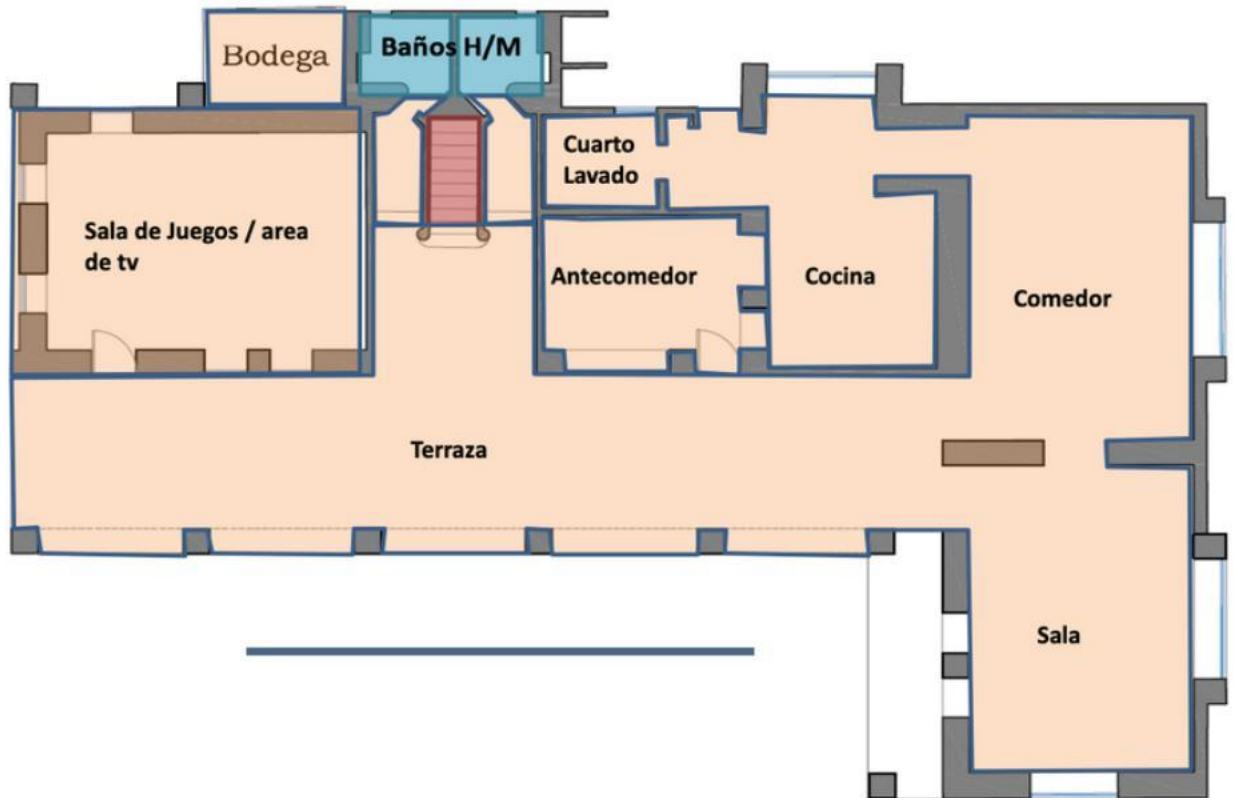 Bodega
Baños H/M
Cuarto
Lavado
Sala de Juegos / area
de tv
Antecomedor
Cocina
Comedor
Terraza
Sala